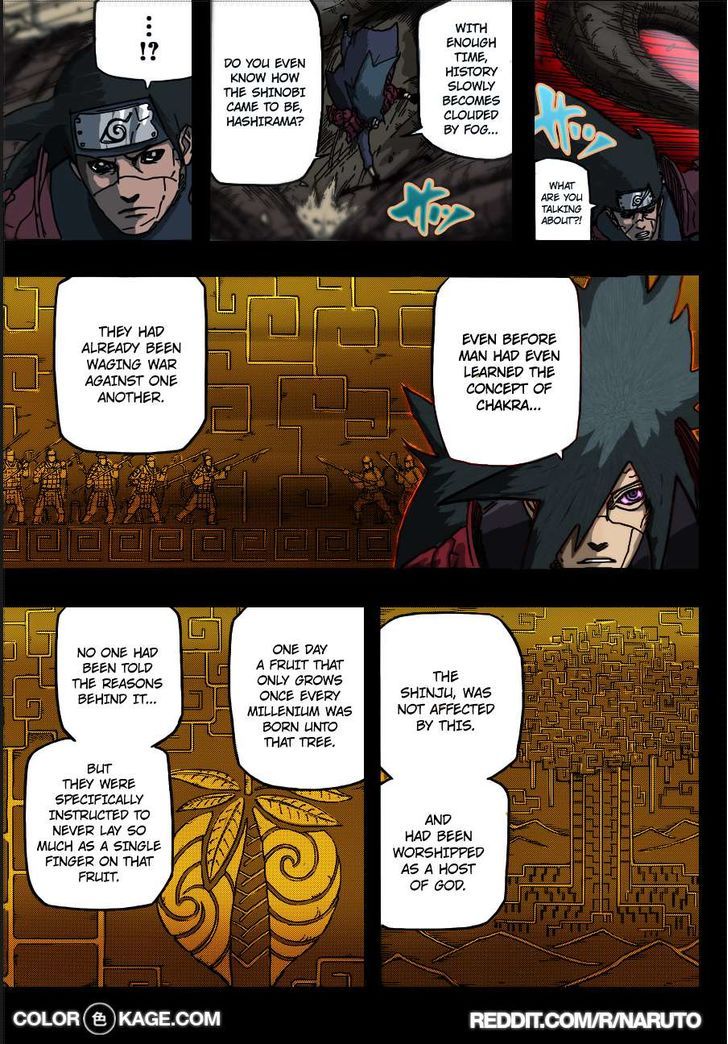 WHAT
ARE YOU
TALKING
ABOUT?!
WITH
ENOUGH
TIME,
HISTORY
SLOWLY
BECOMES
CLOUDED
BY FOG...
DO YOU EVEN
KNOW HOW
THE SHINOBI
CAME TO BE,
HASHIRAMA?
...
!?
EVEN BEFORE
MAN HAD EVEN
LEARNED THE
CONCEPT OF
CHAKRA...
THEY HAD
ALREADY BEEN
WAGING WAR
AGAINST ONE
ANOTHER.
THE
SHINJU, WAS
NOT AFFECTED
BY THIS.
AND
HAD BEEN
WORSHIPPED
AS A HOST
OF GOD.
ONE DAY
A FRUIT THAT
ONLY GROWS
ONCE EVERY
MILLENIUM WAS
BORN UNTO
THAT TREE.
NO ONE HAD
BEEN TOLD
THE REASONS
BEHIND IT...
BUT
THEY WERE
SPECIFICALLY
INSTRUCTED TO
NEVER LAY SO
MUCH AS A SINGLE
FINGER ON THAT
FRUIT.
COLOR 色 KAGE.COM
REDDIT.COM/R/NARUTO